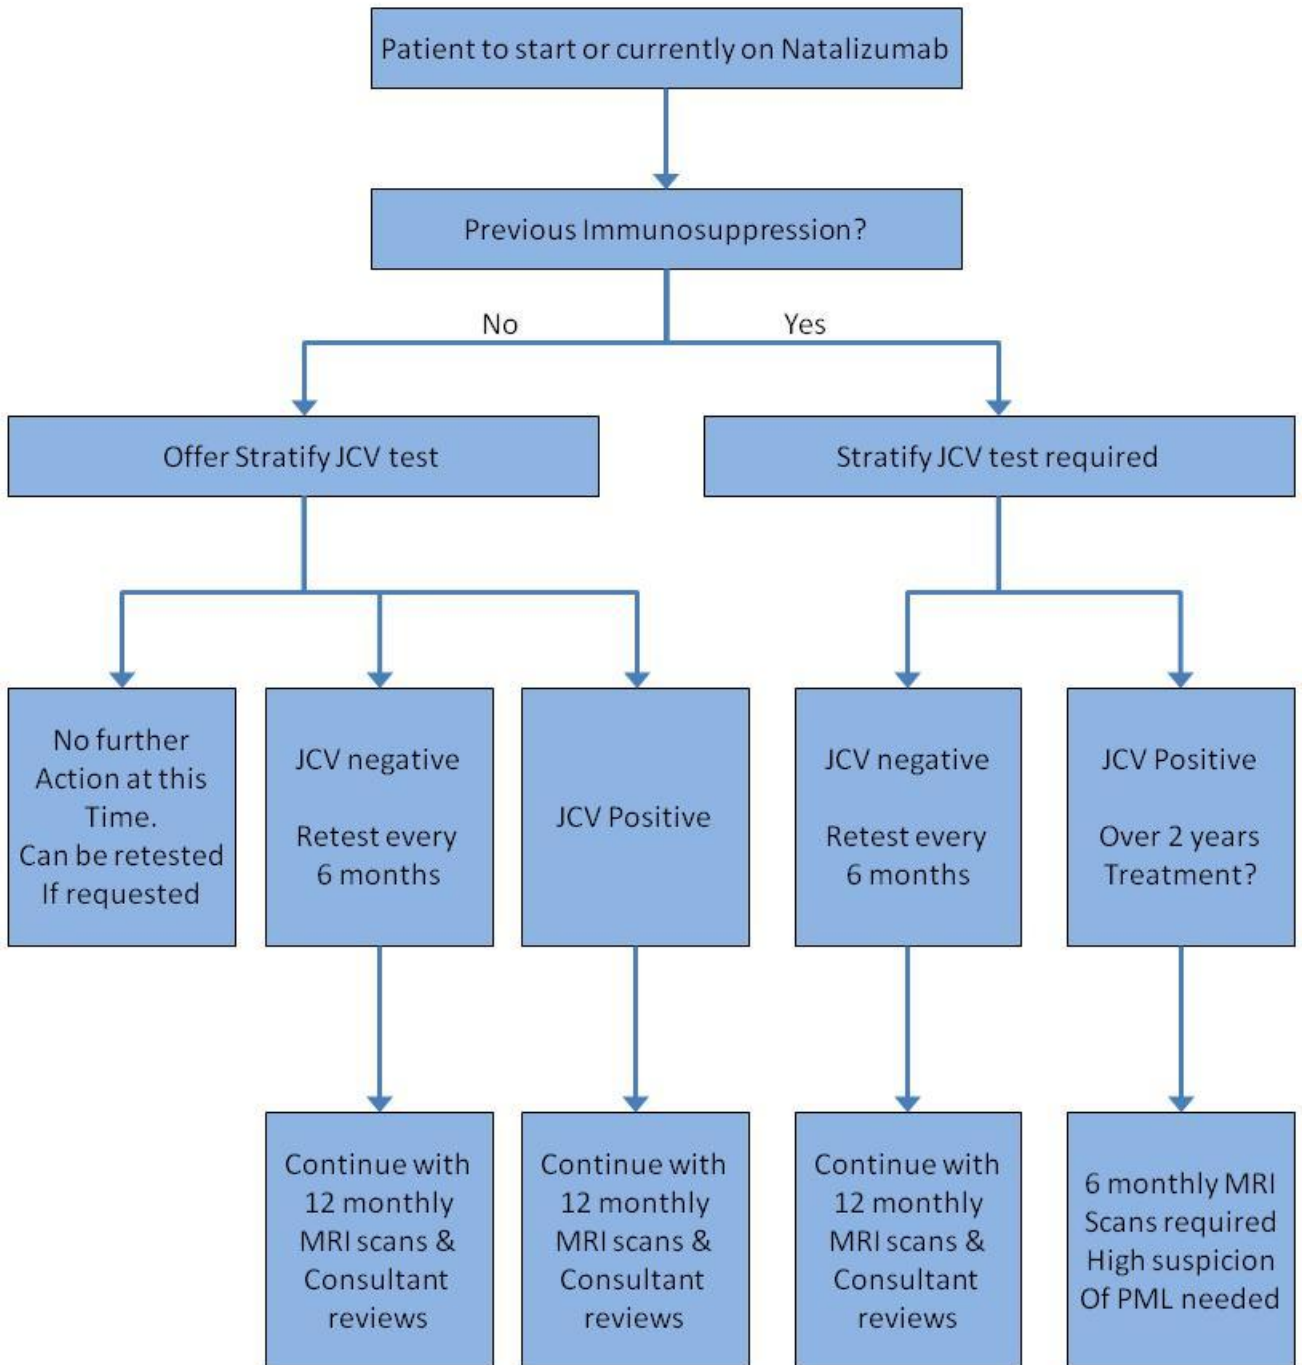 Patient to start or currently on Natalizumab
Previous Immunosuppression?
No
Yes
Offer Stratify JCV test
Stratify JCV test required
No further
Action at this
Time.
Can be retested
If requested
JCV negative
Retest every
6 months
JCV Positive
JCV negative
Retest every
6 months
JCV Positive
Over 2 years
Treatment?
Continue with
12 monthly
MRI scans &
Consultant
reviews
Continue with
12 monthly
MRI scans &
Consultant
reviews
Continue with
12 monthly
MRI scans &
Consultant
reviews
6 monthly MRI
Scans required
High suspicion
Of PML needed